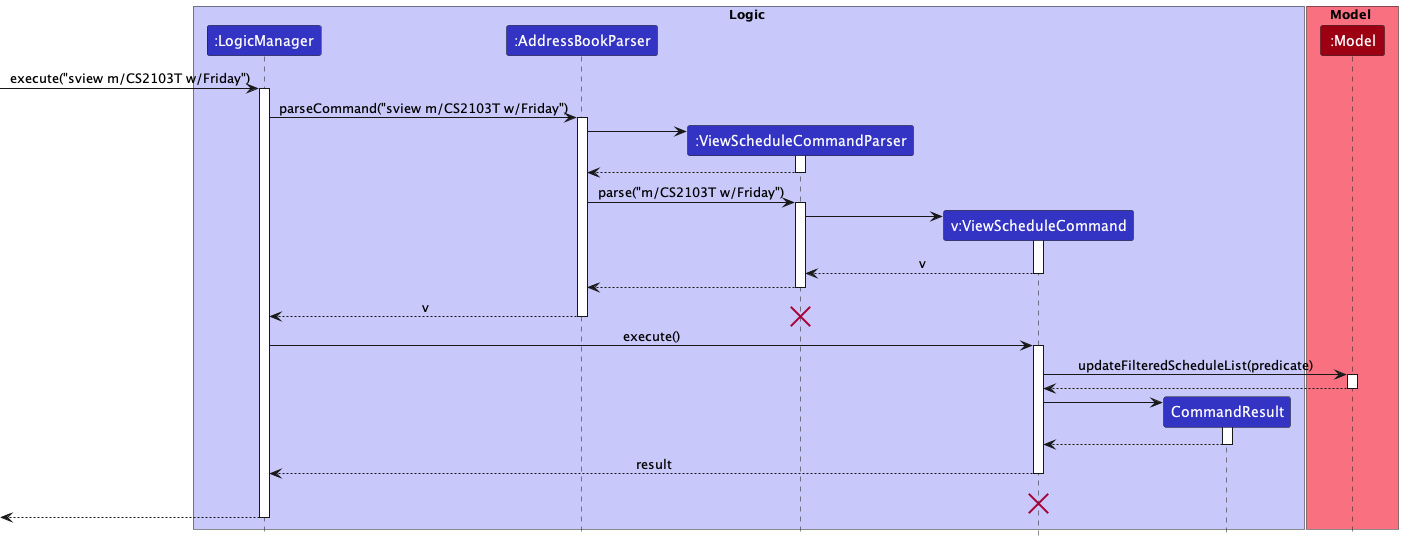 Logic
Model
:LogicManager
:AddressBookParser
:Model
execute("sview m/CS2103T w/Friday")
parseCommand("sview m/CS2103T w/Friday")
:ViewScheduleCommandParser
parse("m/CS2103T w/Friday")
v:ViewScheduleCommand
v
v
execute()
updateFilteredScheduleList(predicate)
CommandResult
result